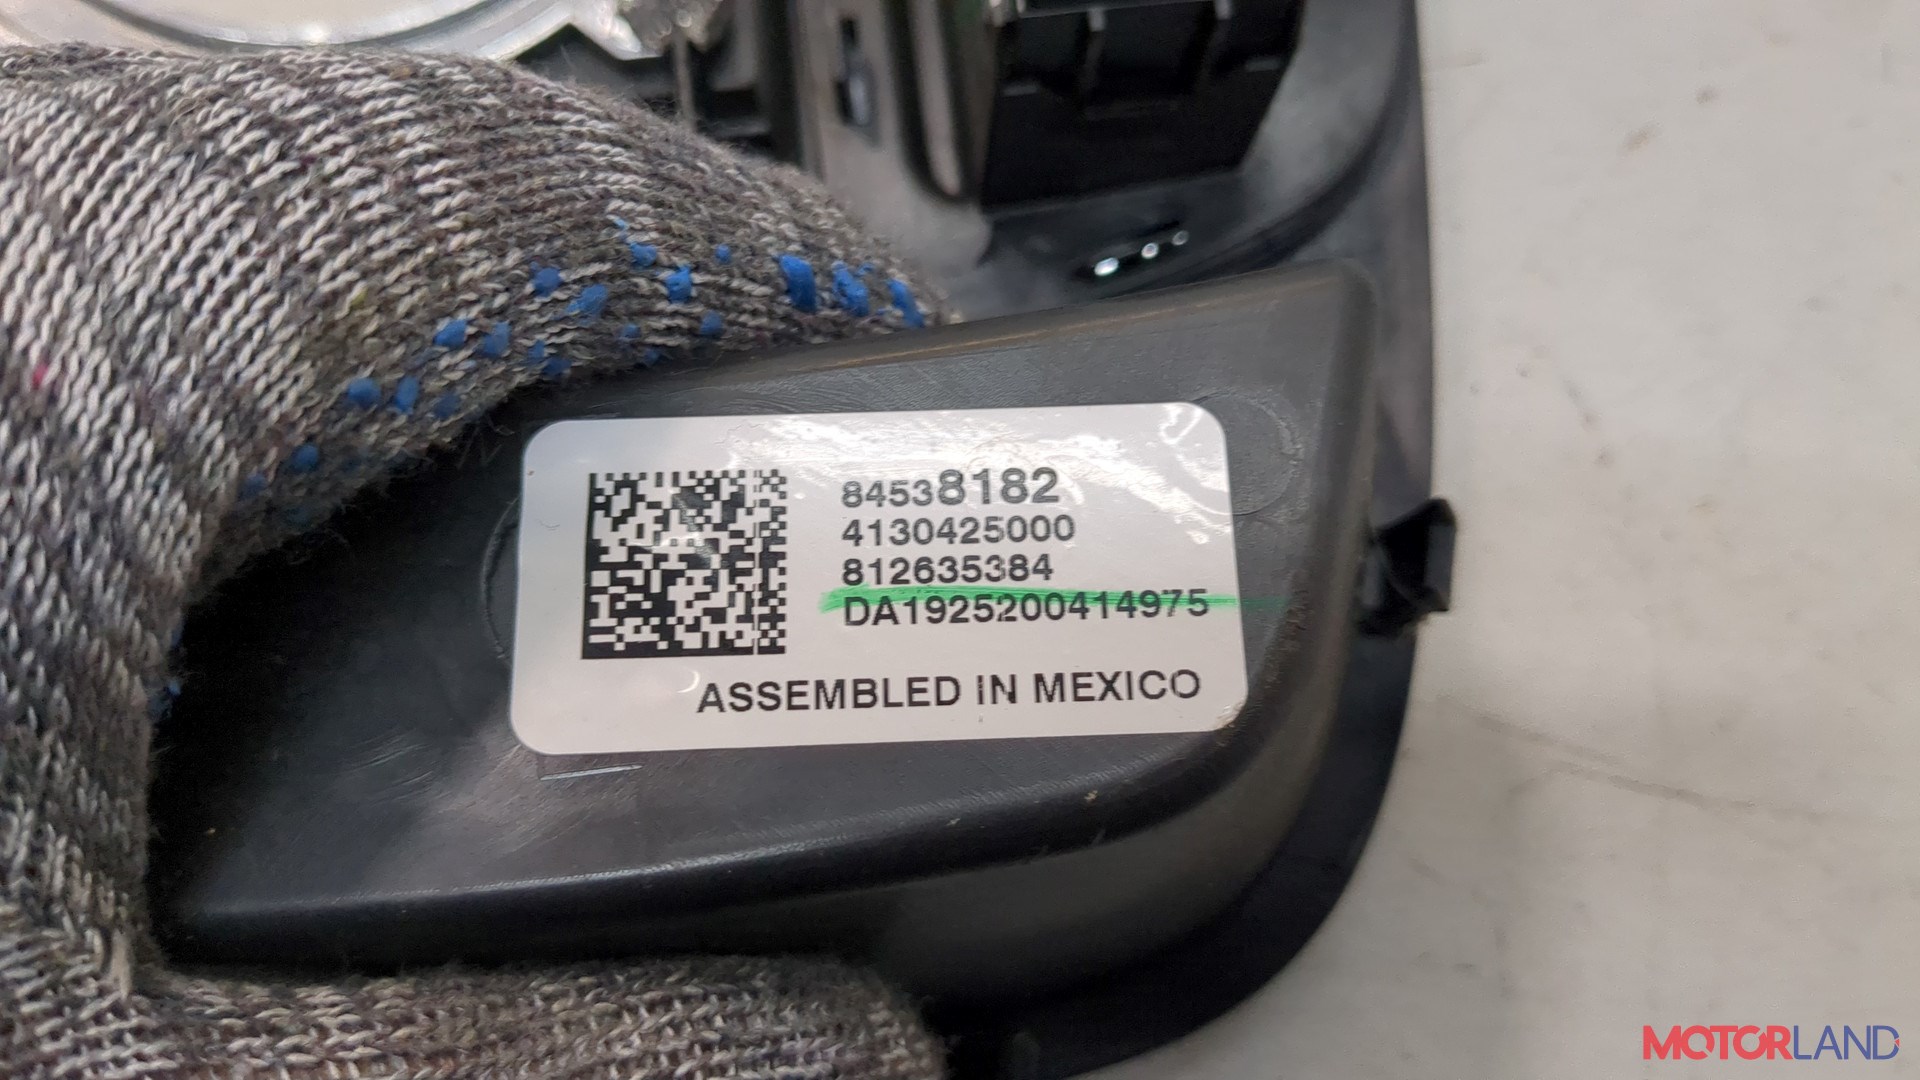 84538182
4130425000
812635384
DA1925200414975
ASSEMBLED IN MEXICO
MOTORLAND